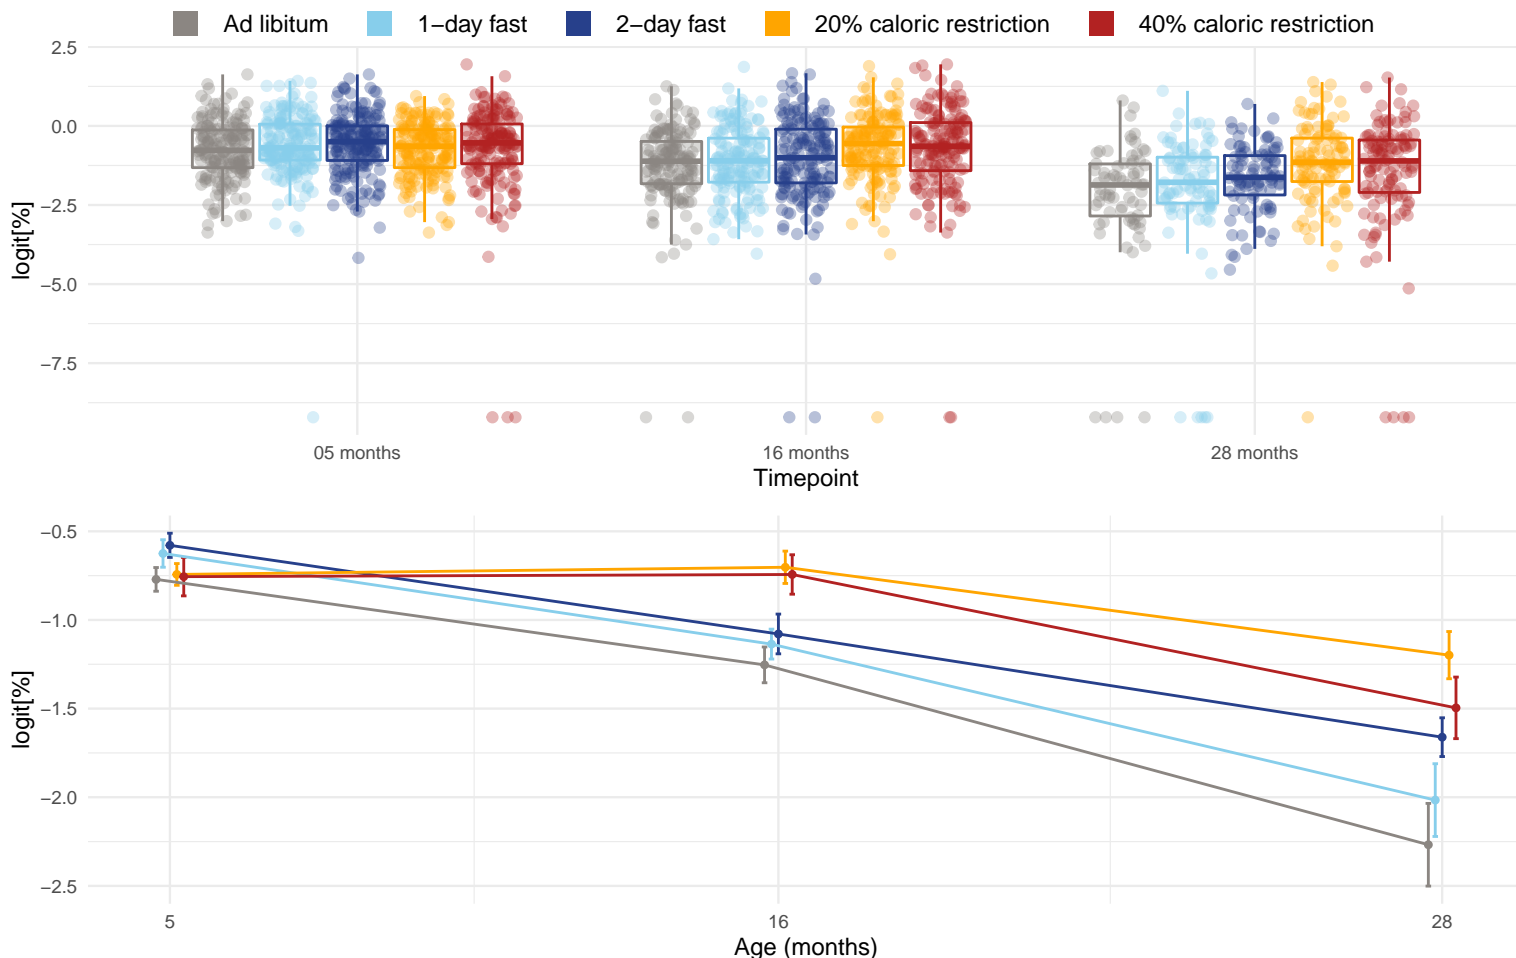 Ad libitum 1−day fast 2−day fast 20% caloric restriction 40% caloric restriction
2.5
0.0
−2.5
−5.0
−7.5
logit[%]
05 months 16 months 28 months
Timepoint
−0.5
−1.0
−1.5
−2.0
−2.5
logit[%]
5 16 28
Age (months)